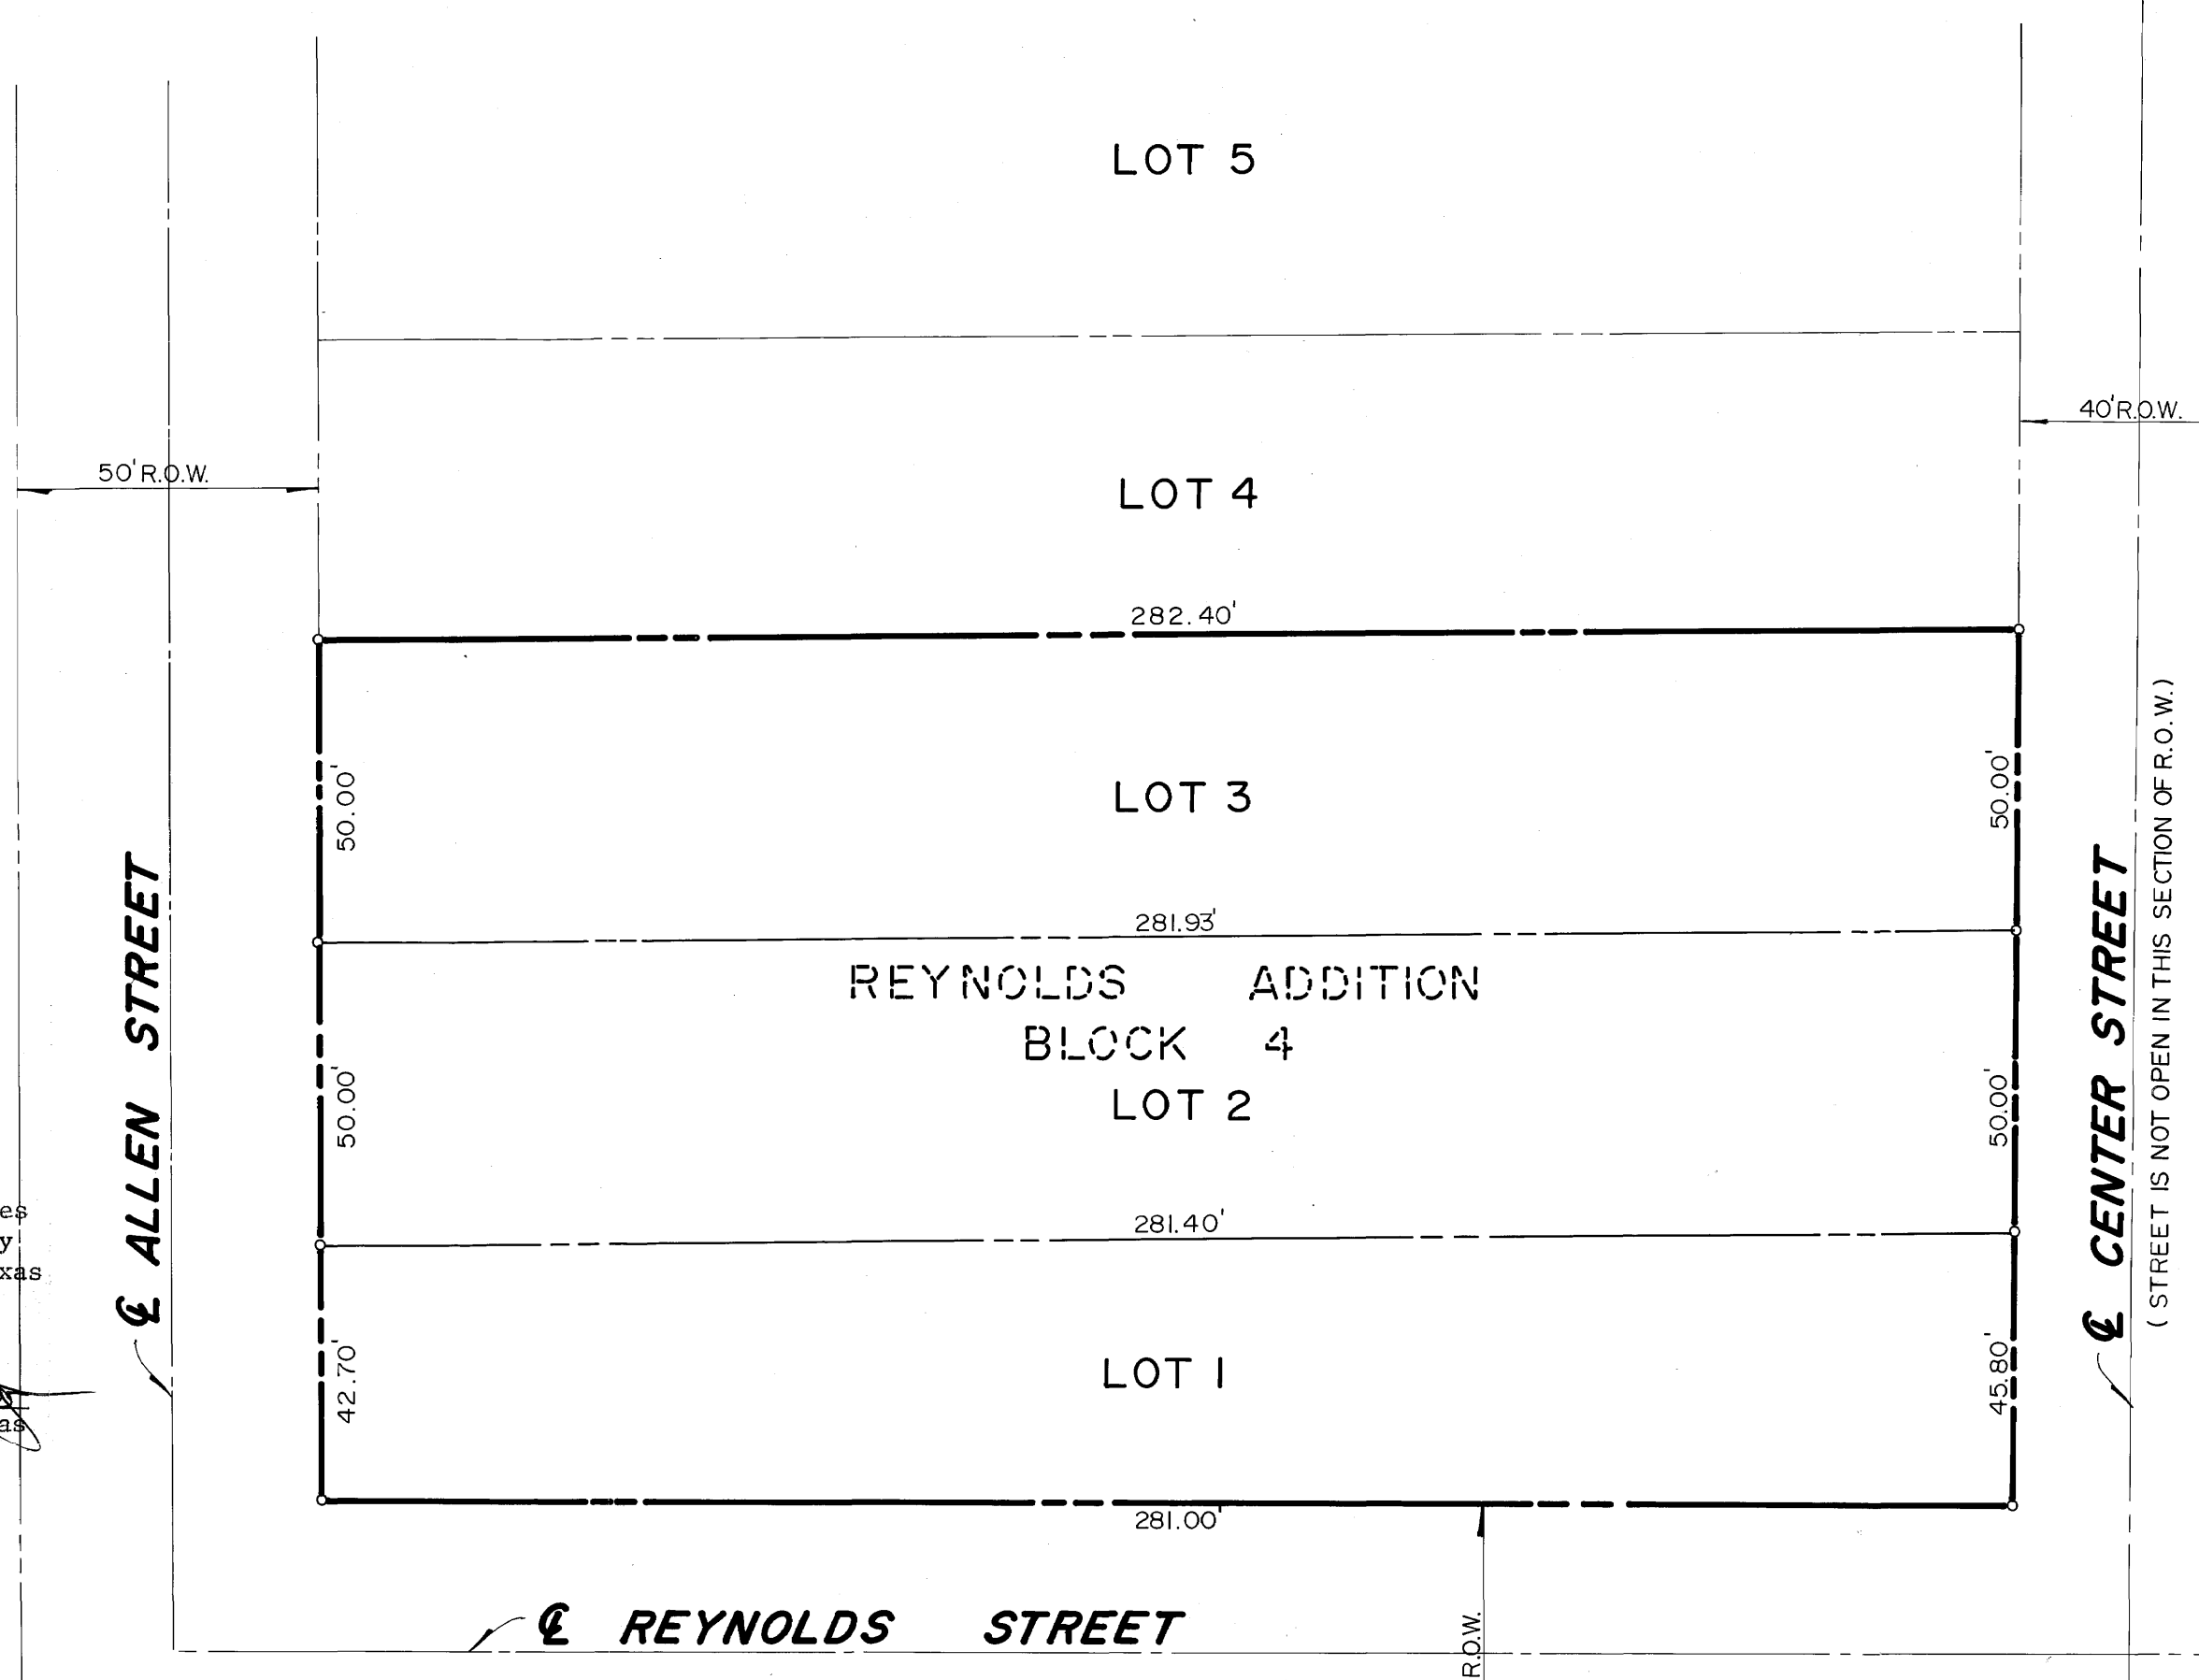 LOT 5
40' R.O.W.
50' R.O.W.
LOT 4
282.40'
50.00'
LOT 3
50.00'
281.93'
REYNOLDS ADDITION
BLOCK 4
LOT 2
50.00'
50.00'
281.40'
LOT 1
42.70'
45.80'
281.00'
℄ ALLEN STREET
℄ CENTER STREET
( STREET IS NOT OPEN IN THIS SECTION OF R.O.W. )
℄ REYNOLDS STREET
R.O.W.
es
y
xas
as